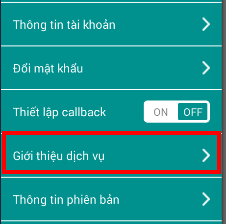 Thông tin tài khoản
Đổi mật khẩu
Thiết lập callback ON OFF
Giới thiệu dịch vụ
Thông tin phiên bản